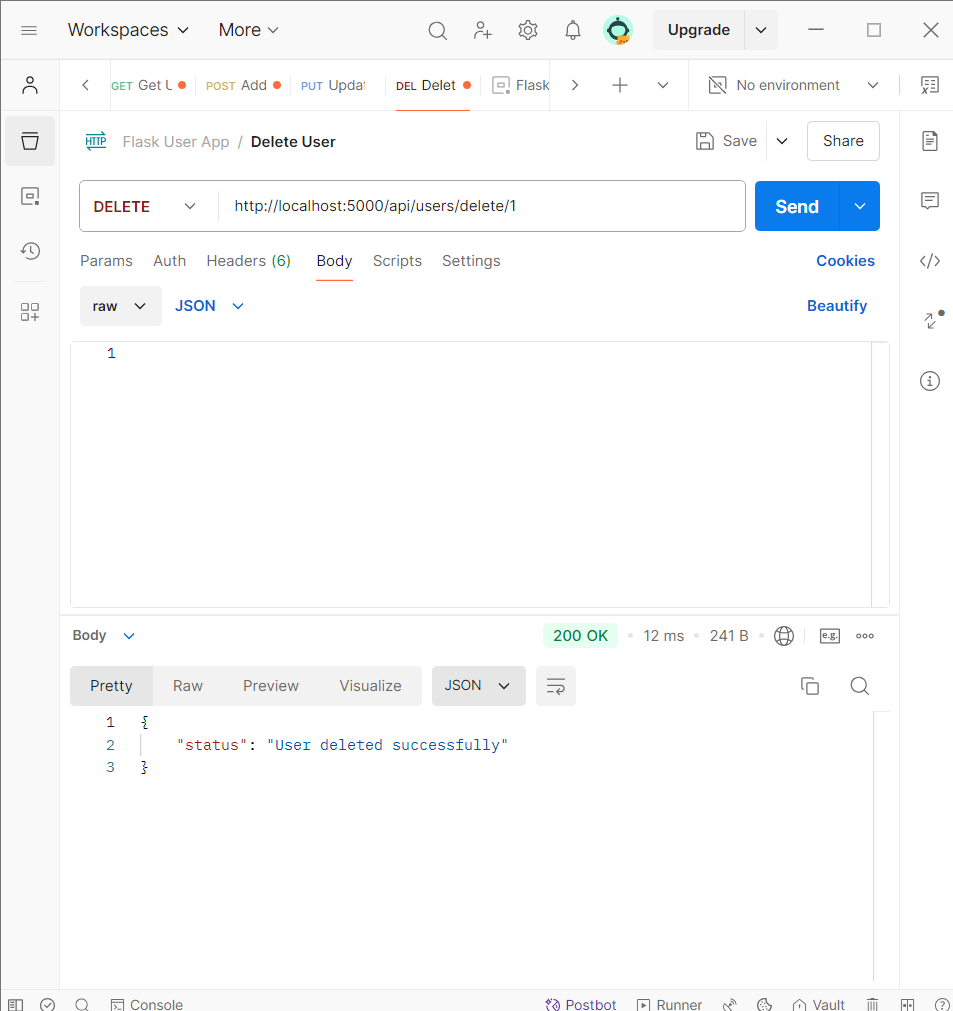 Workspaces More Upgrade
GET Get U POST Add PUT Updat DEL Delet Flask No environment
HTTP Flask User App / Delete User Save Share
DELETE http://localhost:5000/api/users/delete/1 Send
Params Auth Headers (6) Body Scripts Settings Cookies
raw JSON Beautify
1
Body 200 OK 12 ms 241 B e.g.
Pretty Raw Preview Visualize JSON
1 {
2 "status": "User deleted successfully"
3 }
Console Postbot Runner Vault